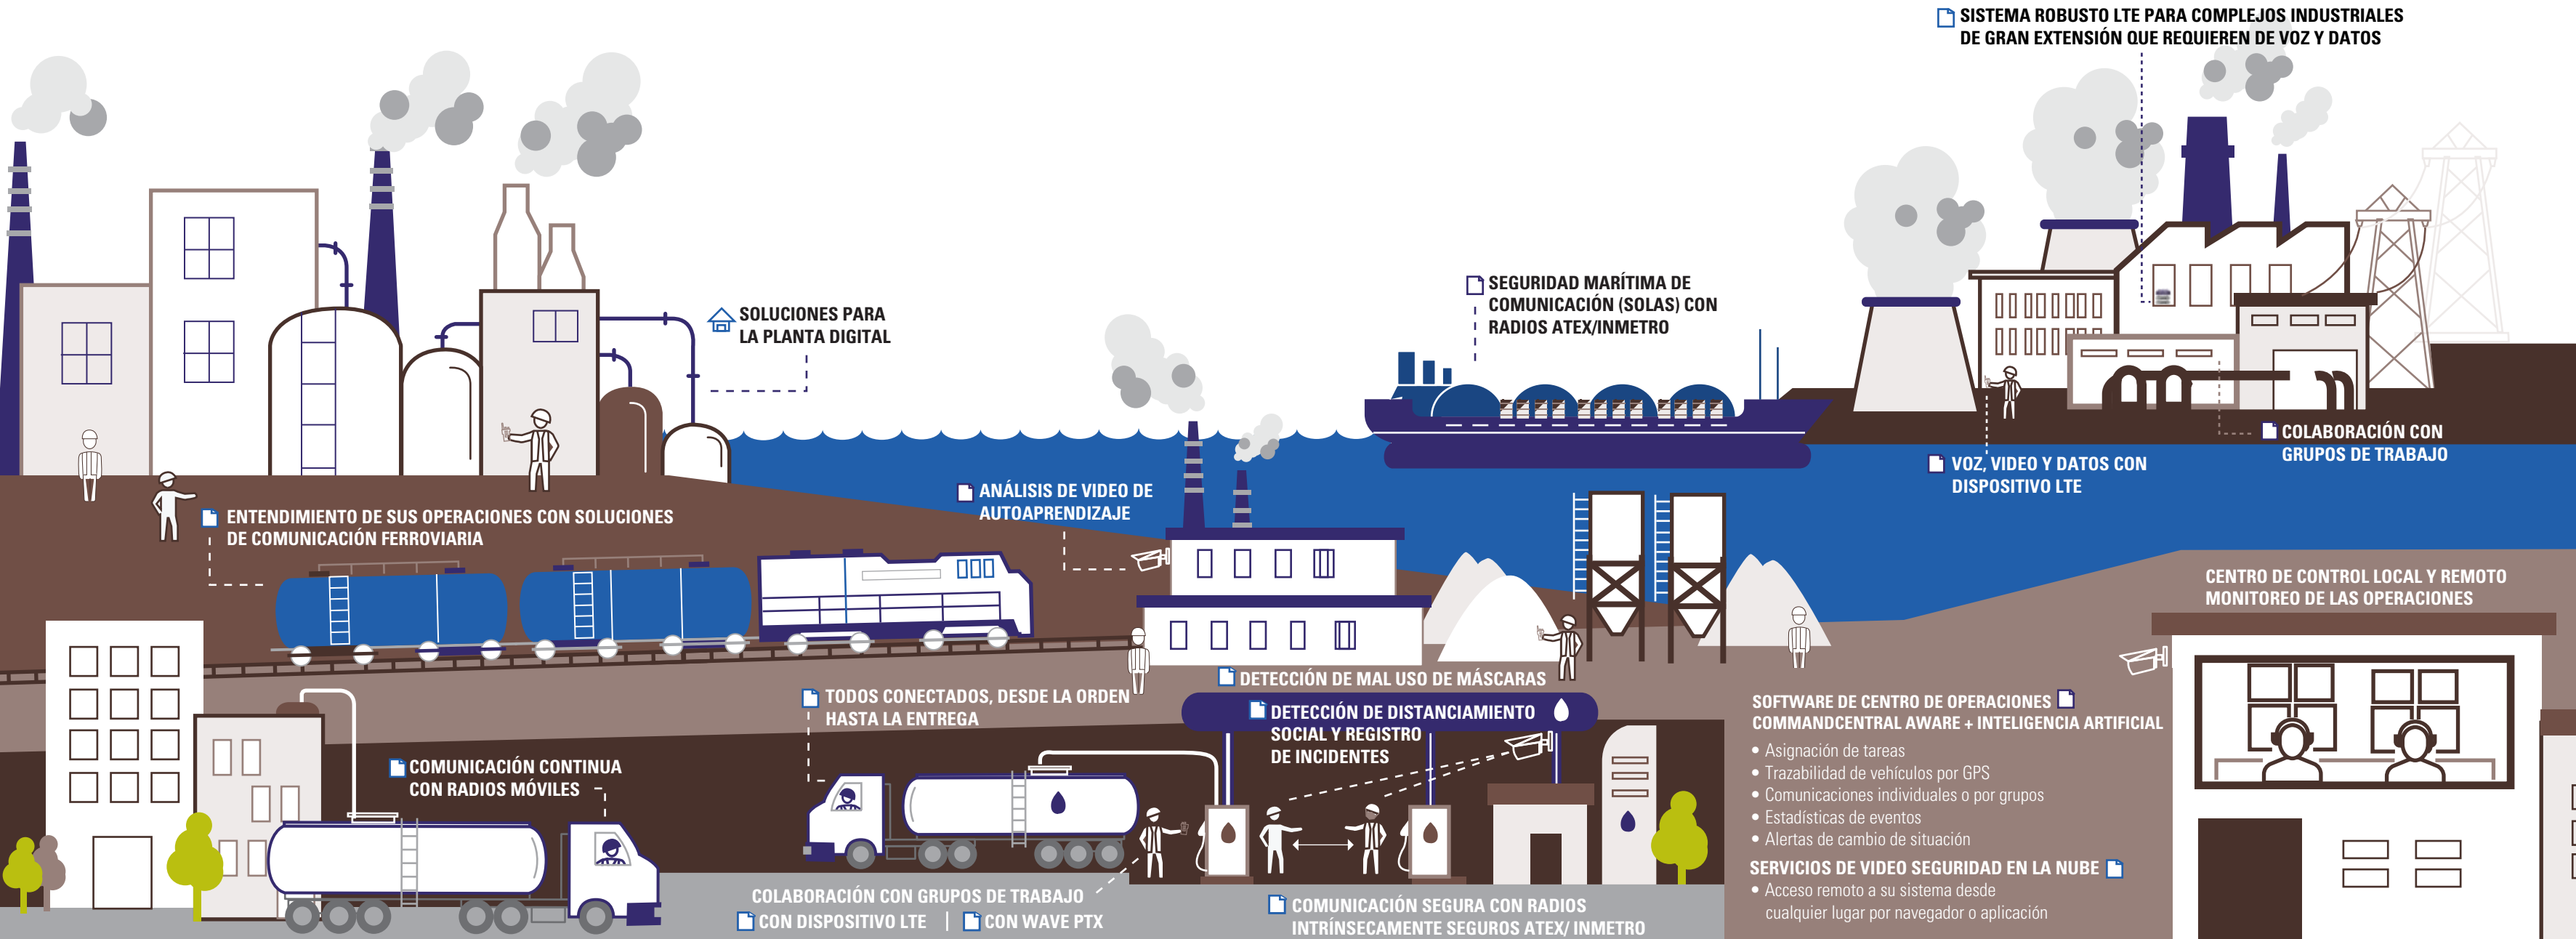 SISTEMA ROBUSTO LTE PARA COMPLEJOS INDUSTRIALES
DE GRAN EXTENSIÓN QUE REQUIEREN DE VOZ Y DATOS
SOLUCIONES PARA
LA PLANTA DIGITAL
SEGURIDAD MARÍTIMA DE
COMUNICACIÓN (SOLAS) CON
RADIOS ATEX/INMETRO
COLABORACIÓN CON
GRUPOS DE TRABAJO
VOZ, VIDEO Y DATOS CON
DISPOSITIVO LTE
ANÁLISIS DE VIDEO DE
AUTOAPRENDIZAJE
ENTENDIMIENTO DE SUS OPERACIONES CON SOLUCIONES
DE COMUNICACIÓN FERROVIARIA
CENTRO DE CONTROL LOCAL Y REMOTO
MONITOREO DE LAS OPERACIONES
DETECCIÓN DE MAL USO DE MÁSCARAS
TODOS CONECTADOS, DESDE LA ORDEN
HASTA LA ENTREGA
DETECCIÓN DE DISTANCIAMIENTO
SOCIAL Y REGISTRO
DE INCIDENTES
SOFTWARE DE CENTRO DE OPERACIONES
COMMANDCENTRAL AWARE + INTELIGENCIA ARTIFICIAL
• Asignación de tareas
• Trazabilidad de vehículos por GPS
• Comunicaciones individuales o por grupos
• Estadísticas de eventos
• Alertas de cambio de situación
SERVICIOS DE VIDEO SEGURIDAD EN LA NUBE
• Acceso remoto a su sistema desde
cualquier lugar por navegador o aplicación
COMUNICACIÓN CONTINUA
CON RADIOS MÓVILES
COLABORACIÓN CON GRUPOS DE TRABAJO
CON DISPOSITIVO LTE | CON WAVE PTX
COMUNICACIÓN SEGURA CON RADIOS
INTRÍNSECAMENTE SEGUROS ATEX/ INMETRO